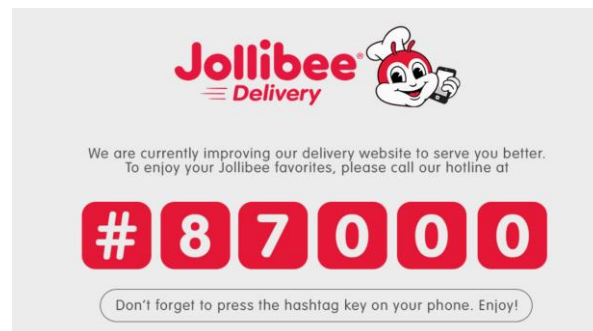 Jollibee®
Delivery
We are currently improving our delivery website to serve you better.
To enjoy your Jollibee favorites, please call our hotline at
#87000
Don't forget to press the hashtag key on your phone. Enjoy!